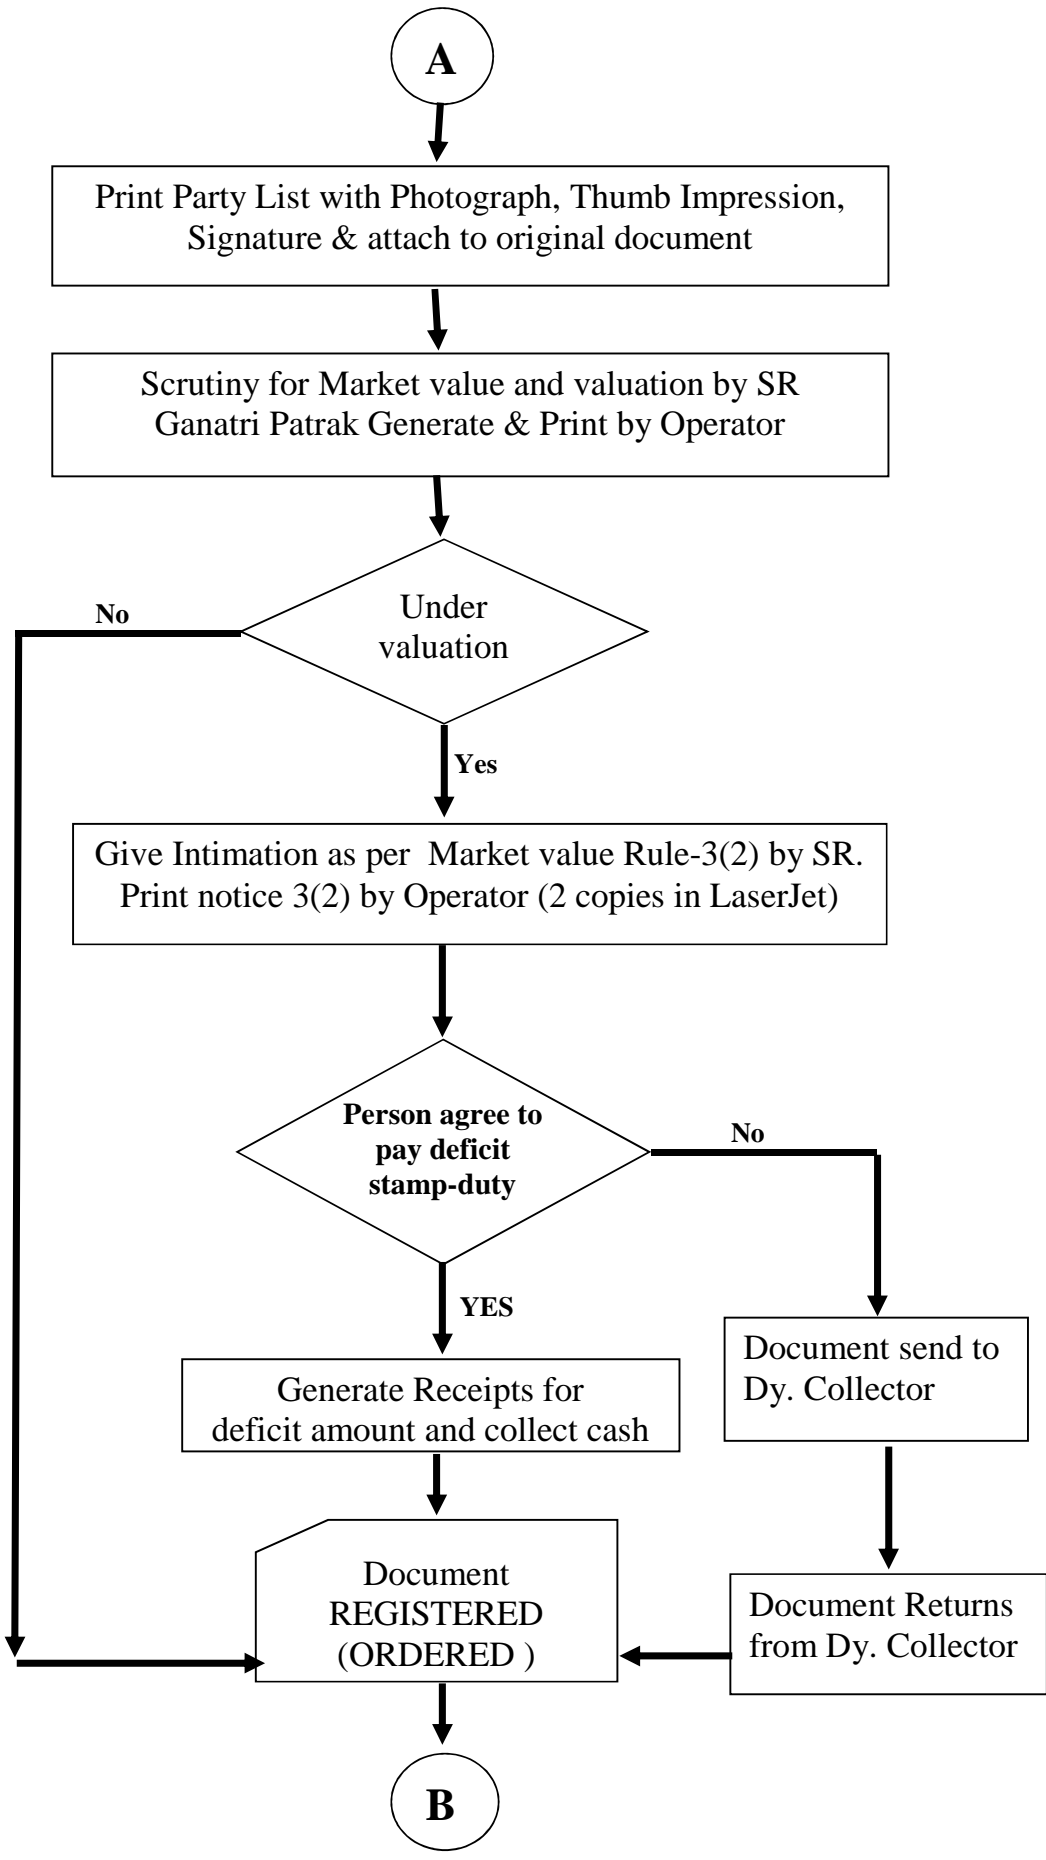 A
Print Party List with Photograph, Thumb Impression,
Signature & attach to original document
Scrutiny for Market value and valuation by SR
Ganatri Patrak Generate & Print by Operator
Under
valuation
No
Yes
Give Intimation as per  Market value Rule-3(2) by SR.
Print notice 3(2) by Operator (2 copies in LaserJet)
Person agree to
pay deficit
stamp-duty
No
YES
Generate Receipts for
deficit amount and collect cash
Document send to
Dy. Collector
Document
REGISTERED
(ORDERED )
Document Returns
from Dy. Collector
B